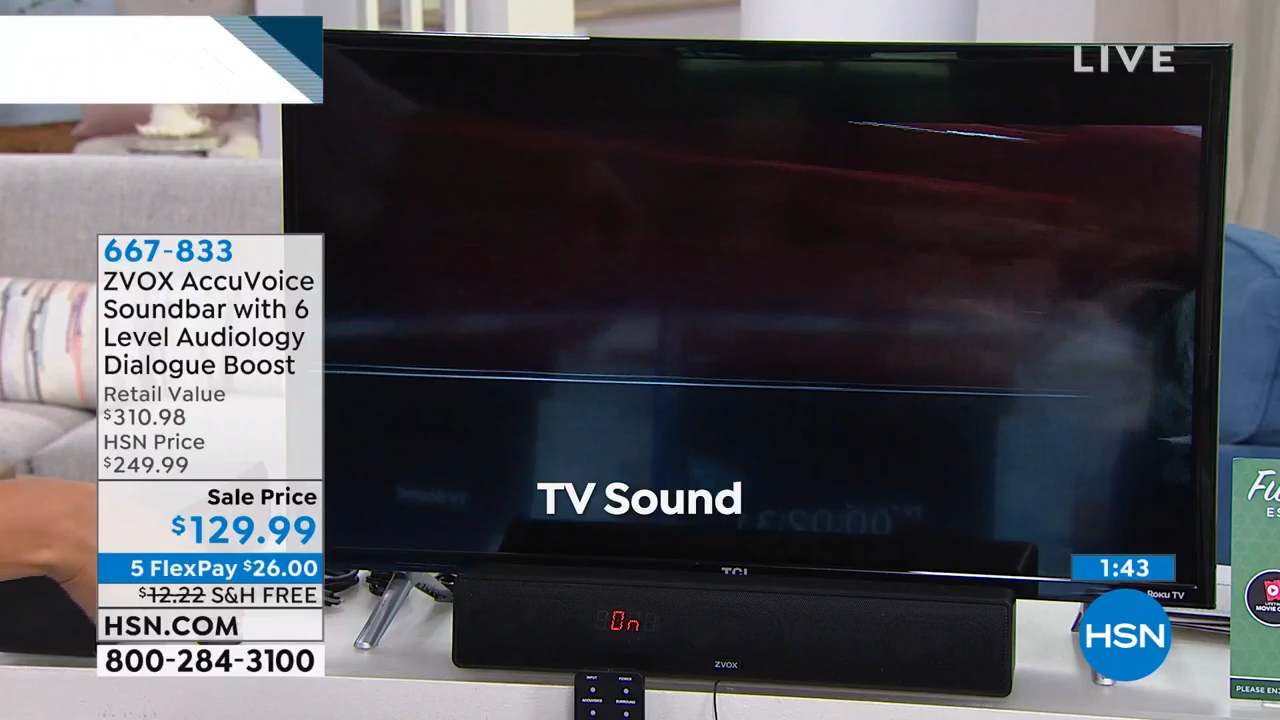 LIVE
667-833
ZVOX AccuVoice
Soundbar with 6
Level Audiology
Dialogue Boost
Retail Value
$310.98
HSN Price
$249.99
Sale Price
$129.99
5 FlexPay $26.00
$12.22 S&H FREE
HSN.COM
800-284-3100
TV Sound
TCL
1:43
Roku TV
HSN
On
ZVOX
INPUT
POWER
ACCUVOICE
SURROUND
PLEASE